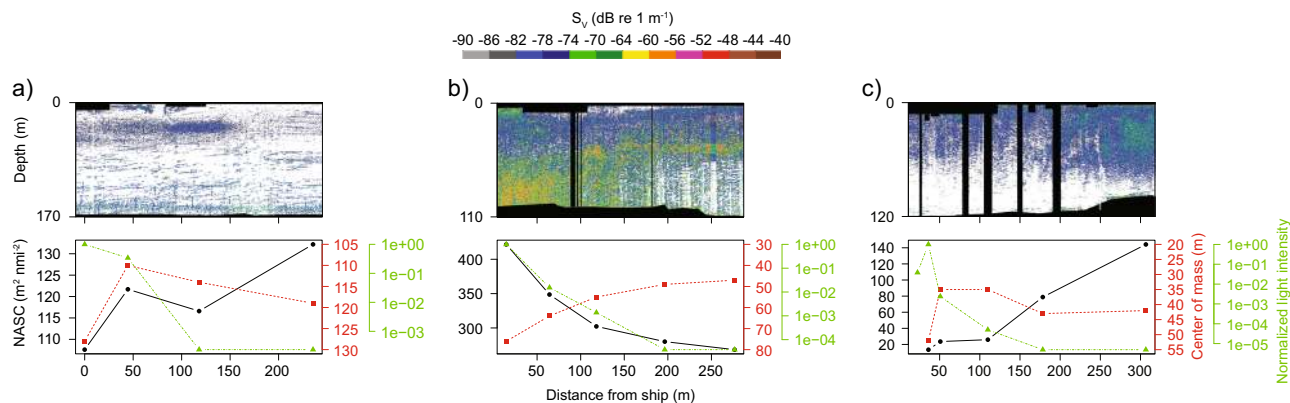 Sᵥ (dB re 1 m⁻¹)
-90 -86 -82 -78 -74 -70 -64 -60 -56 -52 -48 -44 -40
a)
b)
c)
Depth (m)
0
170
0
110
0
120
NASC (m² nmi⁻²)
130
125
120
115
110
0 50 100 150 200
105
110
115
120
125
130
1e+00
1e-01
1e-02
1e-03
400
350
300
50 100 150 200 250
30
40
50
60
70
80
1e+00
1e-01
1e-02
1e-03
1e-04
140
120
100
80
60
40
20
50 100 150 200 250 300
20
25
30
35
40
45
50
55
Center of mass (m)
1e+00
1e-01
1e-02
1e-03
1e-04
1e-05
Normalized light intensity
Distance from ship (m)